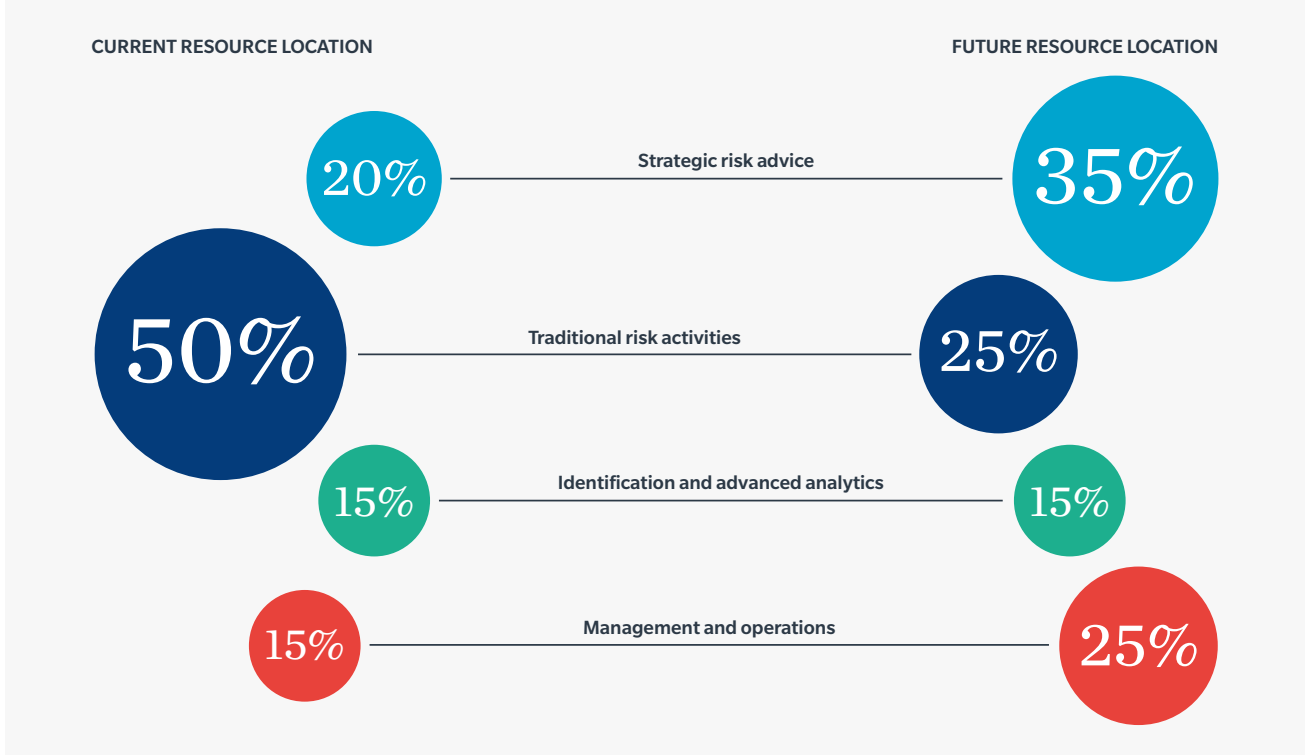 CURRENT RESOURCE LOCATION
FUTURE RESOURCE LOCATION
20%
Strategic risk advice
35%
50%
Traditional risk activities
25%
15%
Identification and advanced analytics
15%
15%
Management and operations
25%